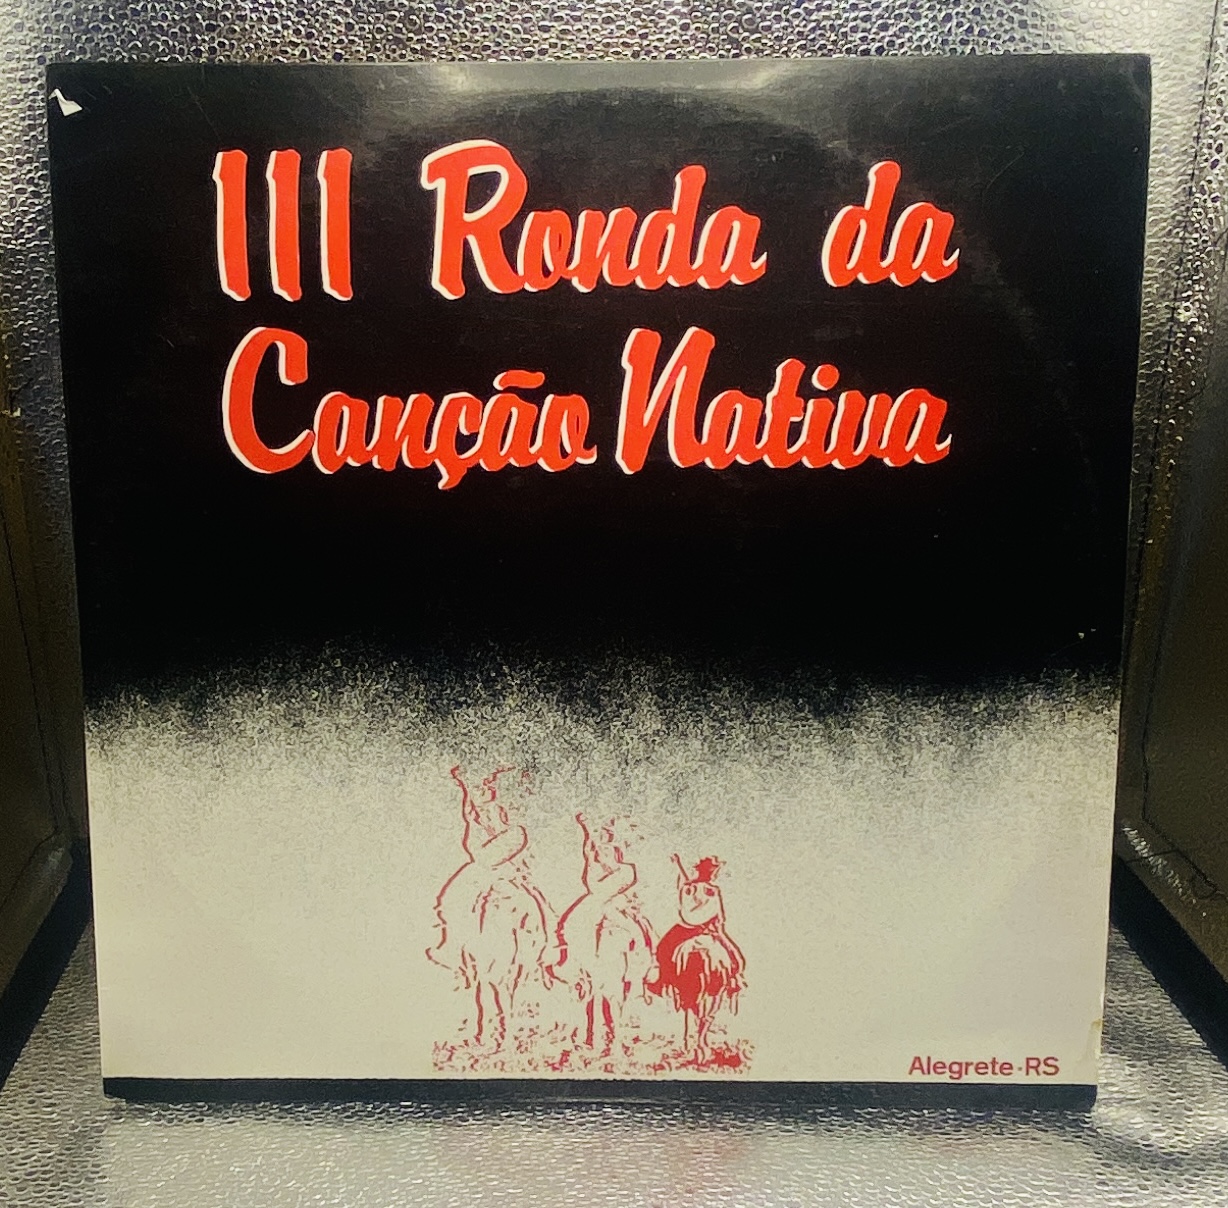 III Ronda da
Canção Nativa
Alegrete-RS